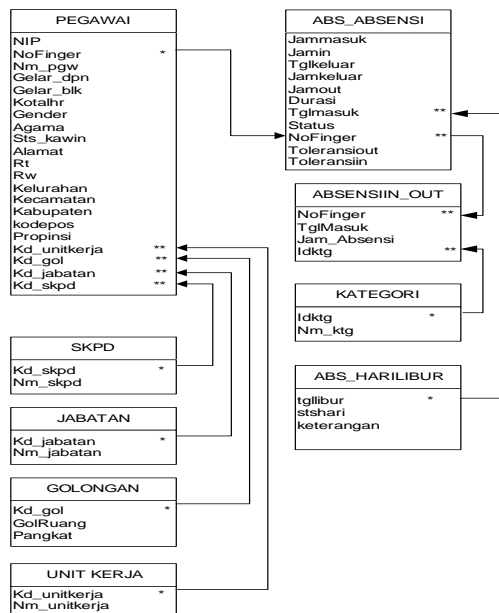 PEGAWAI
NIP
NoFinger *
Nm_pgw
Gelar_dpn
Gelar_blk
Kotalhr
Gender
Agama
Sts_kawin
Alamat
Rt
Rw
Kelurahan
Kecamatan
Kabupaten
kodepos
Propinsi
Kd_unitkerja **
Kd_gol **
Kd_jabatan **
Kd_skpd **
SKPD
Kd_skpd *
Nm_skpd
JABATAN
Kd_jabatan *
Nm_jabatan
GOLONGAN
Kd_gol *
GolRuang
Pangkat
UNIT KERJA
Kd_unitkerja *
Nm_unitkerja
ABS_ABSENSI
Jammasuk
Jamin
Tglkeluar
Jamkeluar
Jamout
Durasi
Tglmasuk **
Status
NoFinger **
Toleransiout
Toleransiin
ABSENSIIN_OUT
NoFinger **
TglMasuk
Jam_Absensi
Idktg **
KATEGORI
Idktg *
Nm_ktg
ABS_HARILIBUR
tgllibur *
stshari
keterangan